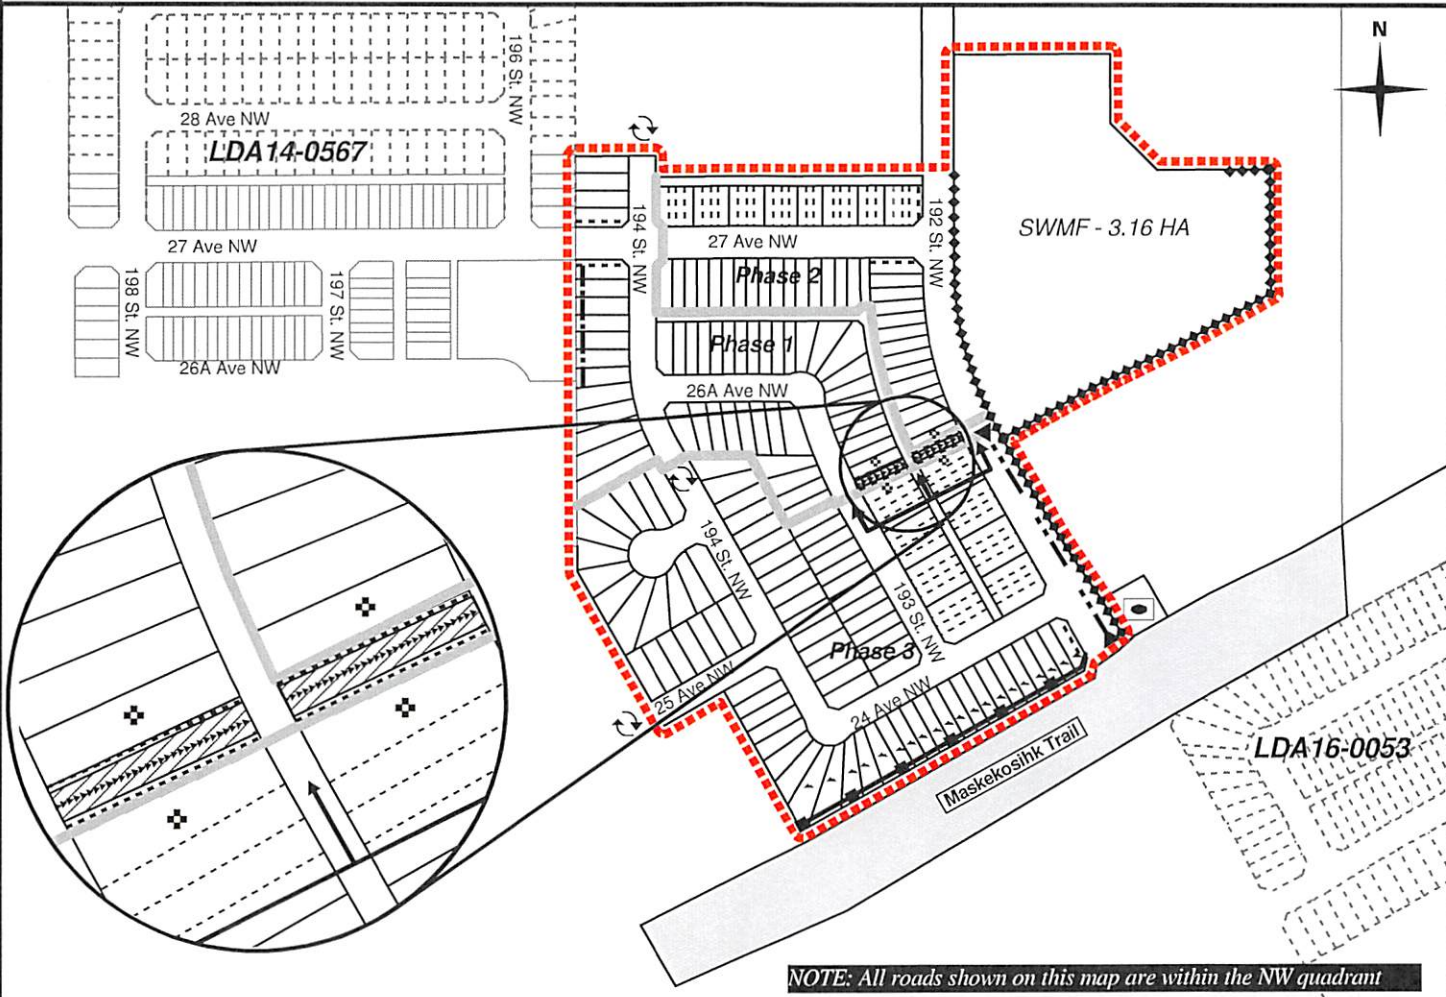 N
196 St. NW
28 Ave NW
LDA14-0567
194 St. NW
192 St. NW
SWMF - 3.16 HA
27 Ave NW
27 Ave NW
Phase 2
198 St. NW
197 St. NW
Phase 1
26A Ave NW
26A Ave NW
194 St. NW
193 St. NW
Phase 3
25 Ave NW
24 Ave NW
Maskekosihk Trail
LDA16-0053
NOTE: All roads shown on this map are within the NW quadrant